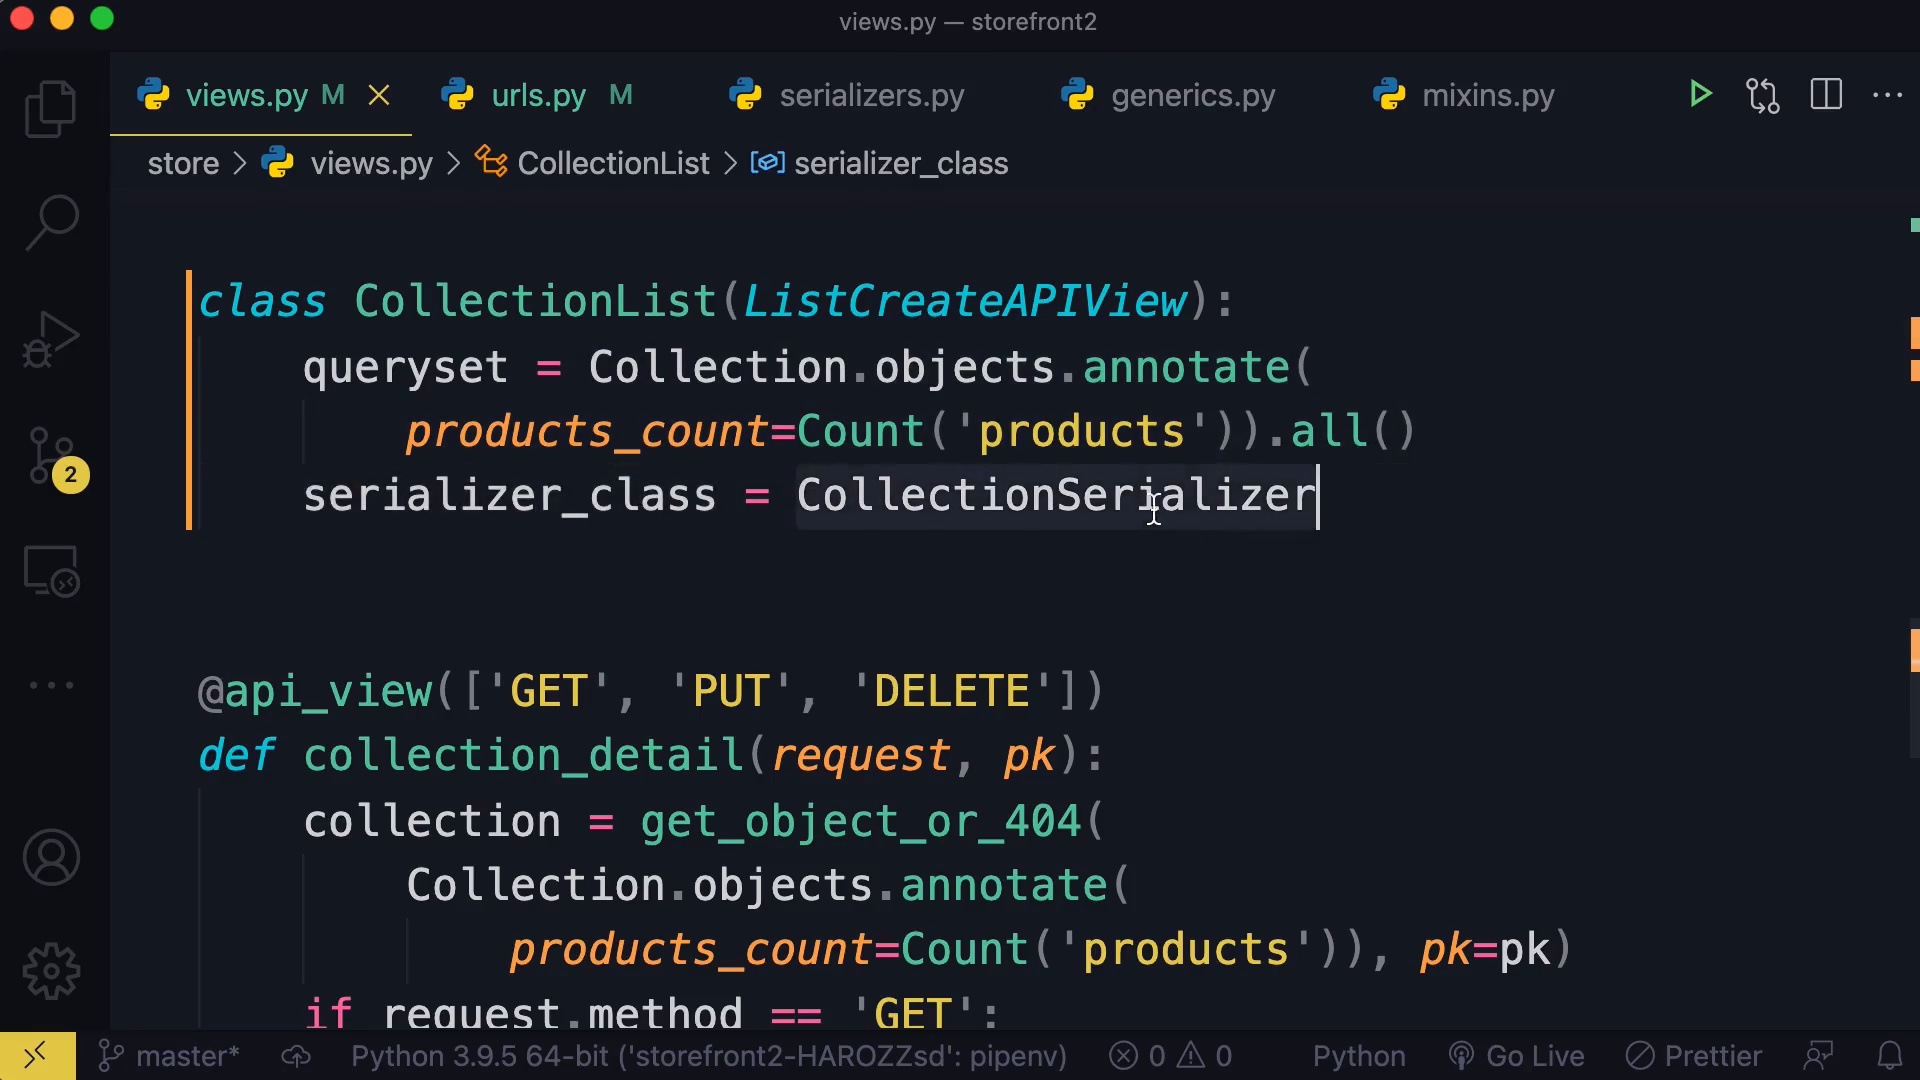 views.py — storefront2
views.py M urls.py M serializers.py generics.py mixins.py
store > views.py > CollectionList > serializer_class
class CollectionList(ListCreateAPIView):
    queryset = Collection.objects.annotate(
        products_count=Count('products')).all()
    serializer_class = CollectionSerializer
@api_view(['GET', 'PUT', 'DELETE'])
def collection_detail(request, pk):
    collection = get_object_or_404(
        Collection.objects.annotate(
            products_count=Count('products')), pk=pk)
    if request.method == 'GET':
2
master* Python 3.9.5 64-bit ('storefront2-HAROZZsd': pipenv) 0 0 Python Go Live Prettier